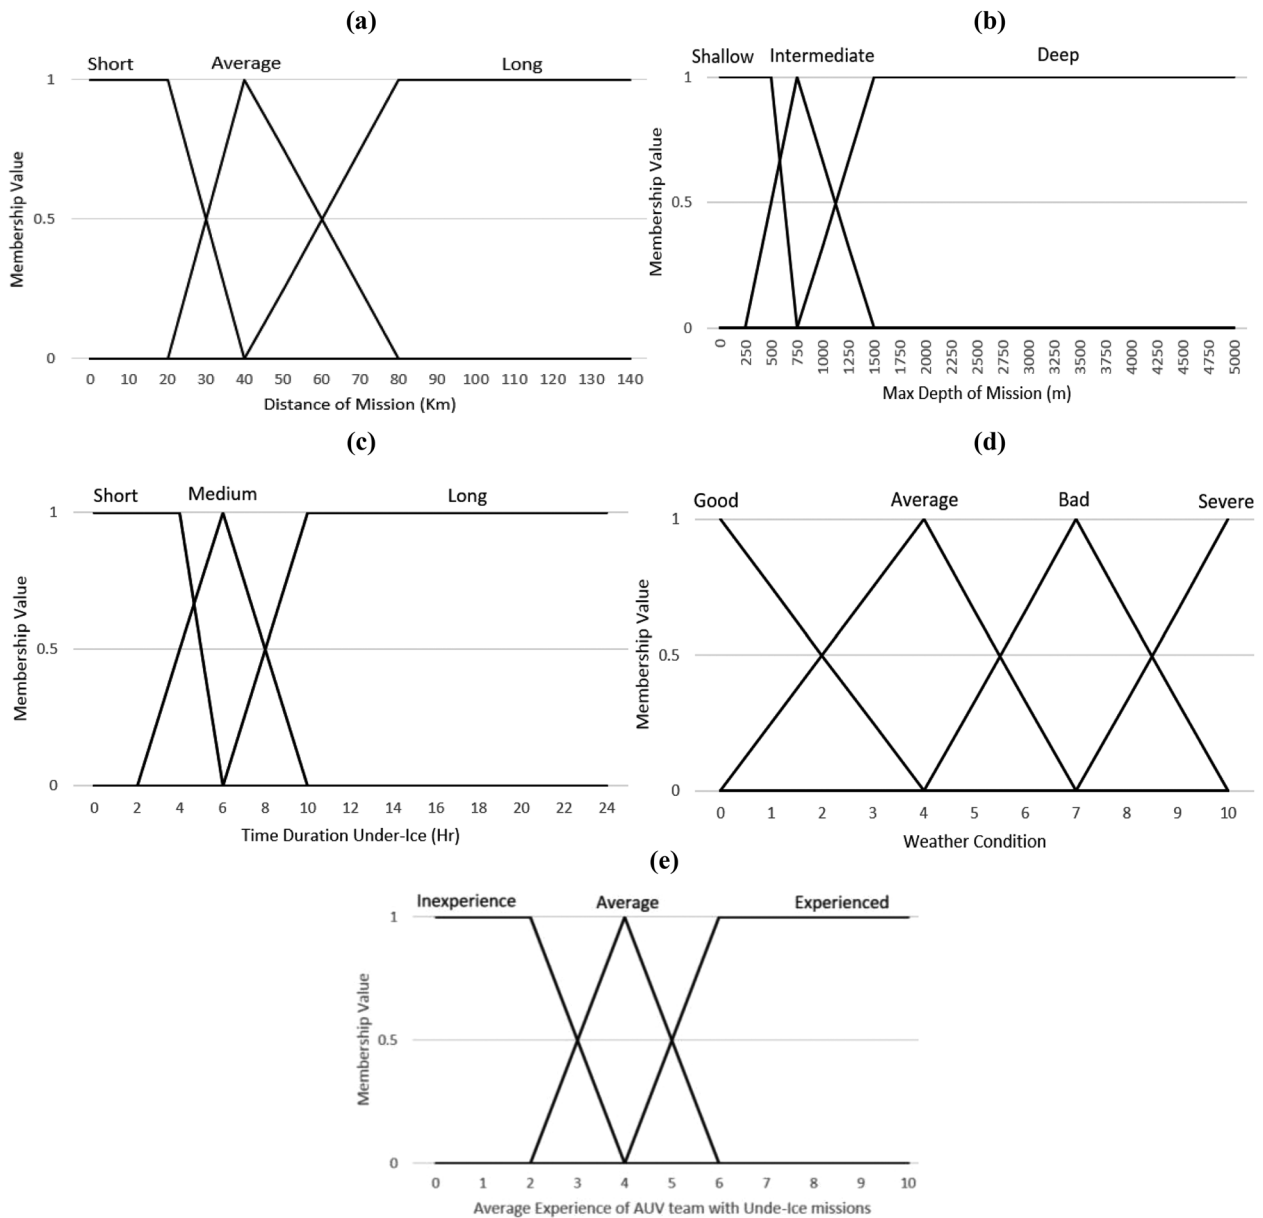 (a)
Short Average Long
1
0.5
0
Membership Value
0 10 20 30 40 50 60 70 80 90 100 110 120 130 140
Distance of Mission (Km)
(b)
Shallow Intermediate Deep
1
0.5
0
Membership Value
0 250 500 750 1000 1250 1500 1750 2000 2250 2500 2750 3000 3250 3500 3750 4000 4250 4500 4750 5000
Max Depth of Mission (m)
(c)
Short Medium Long
1
0.5
0
Membership Value
0 2 4 6 8 10 12 14 16 18 20 22 24
Time Duration Under-Ice (Hr)
(d)
Good Average Bad Severe
1
0.5
0
Membership Value
0 1 2 3 4 5 6 7 8 9 10
Weather Condition
(e)
Inexperience Average Experienced
1
0.5
0
Membership Value
0 1 2 3 4 5 6 7 8 9 10
Average Experience of AUV team with Unde-Ice missions